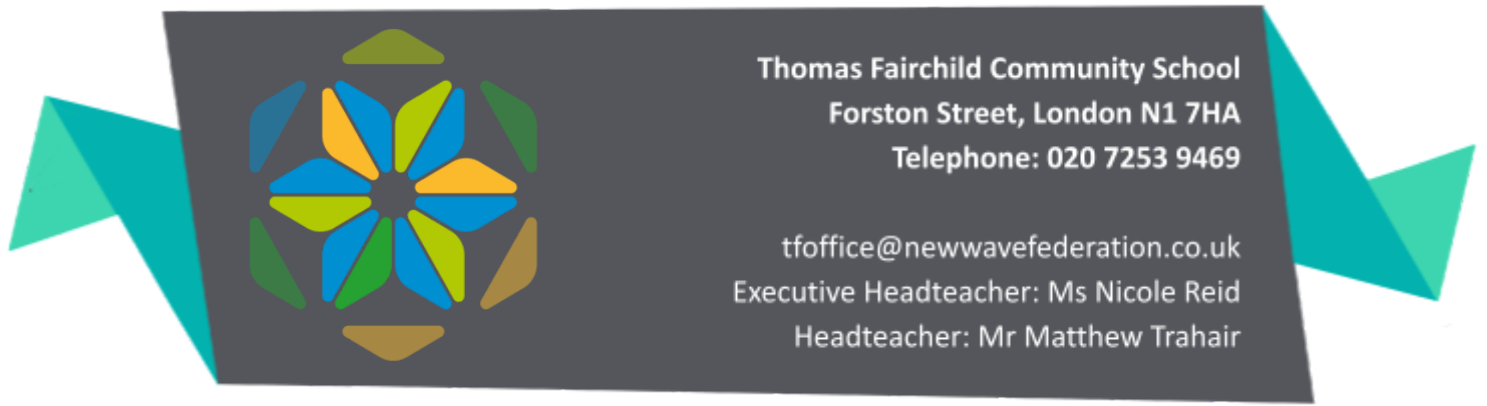 Thomas Fairchild Community School
Forston Street, London N1 7HA
Telephone: 020 7253 9469
tfoffice@newwavefederation.co.uk
Executive Headteacher: Ms Nicole Reid
Headteacher: Mr Matthew Trahair